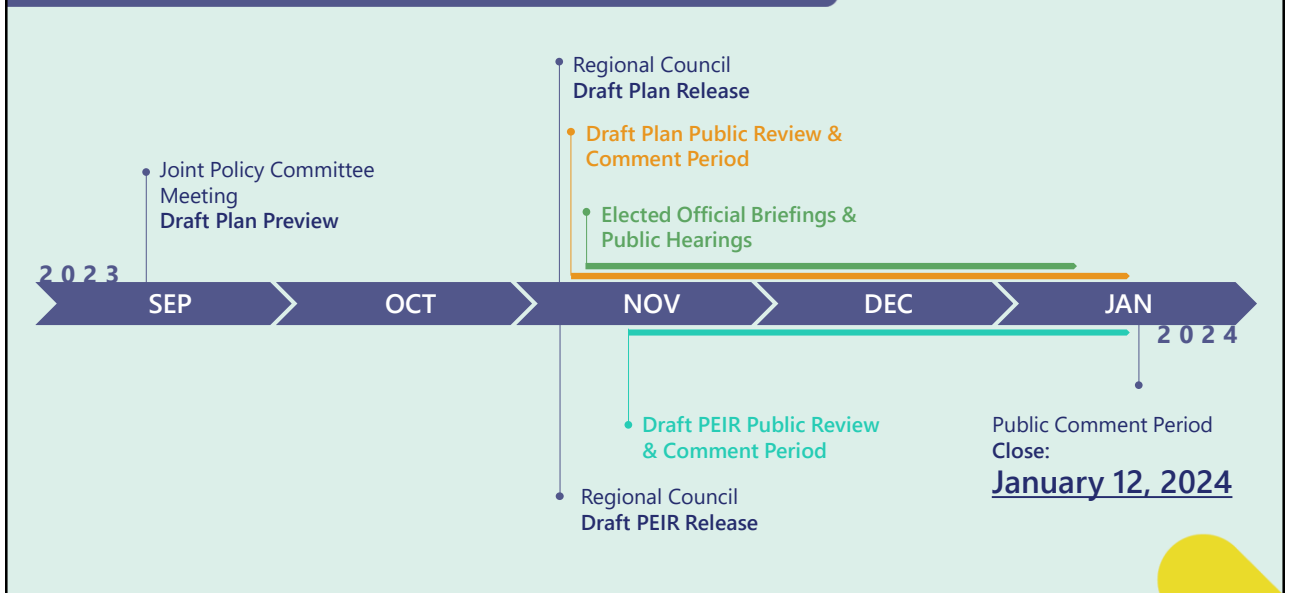 Regional Council
Draft Plan Release
Draft Plan Public Review &
Comment Period
Joint Policy Committee
Meeting
Draft Plan Preview
Elected Official Briefings &
Public Hearings
2023
SEP
OCT
NOV
DEC
JAN
2024
Draft PEIR Public Review
& Comment Period
Public Comment Period
Close:
January 12, 2024
Regional Council
Draft PEIR Release